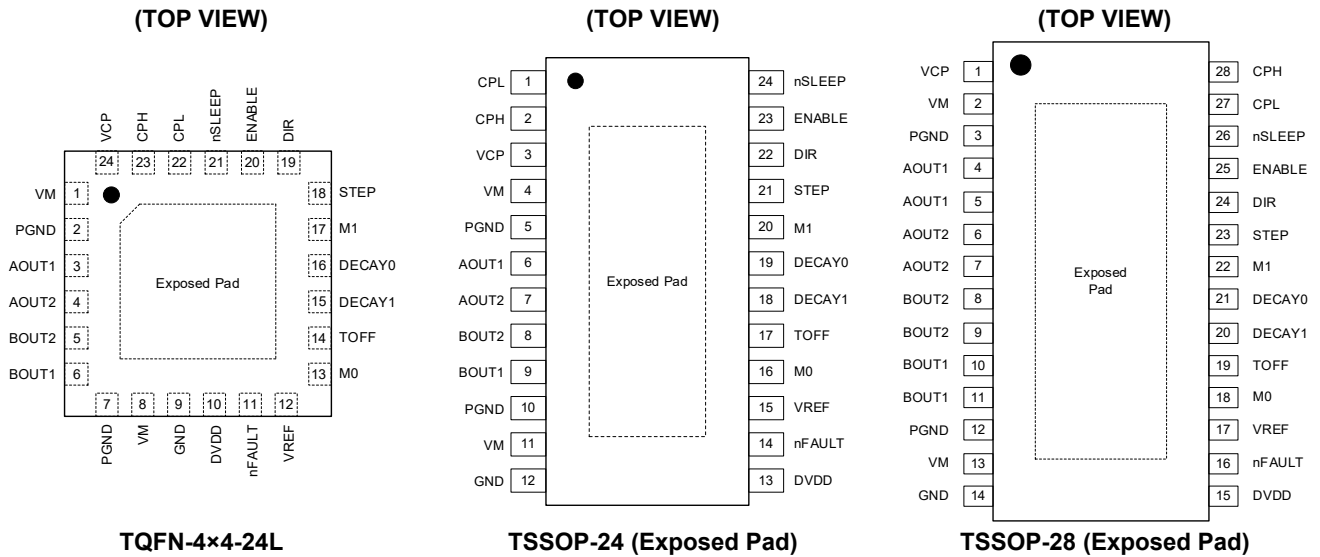 (TOP VIEW)
VCP
CPH
CPL
nSLEEP
ENABLE
DIR
24 23 22 21 20 19
VM 1
PGND 2
AOUT1 3
AOUT2 4
BOUT2 5
BOUT1 6
18 STEP
17 M1
16 DECAY0
15 DECAY1
14 TOFF
13 M0
Exposed Pad
7 8 9 10 11 12
PGND
VM
GND
DVDD
nFAULT
VREF
TQFN-4×4-24L
(TOP VIEW)
CPL 1
CPH 2
VCP 3
VM 4
PGND 5
AOUT1 6
AOUT2 7
BOUT2 8
BOUT1 9
PGND 10
VM 11
GND 12
Exposed Pad
24 nSLEEP
23 ENABLE
22 DIR
21 STEP
20 M1
19 DECAY0
18 DECAY1
17 TOFF
16 M0
15 VREF
14 nFAULT
13 DVDD
TSSOP-24 (Exposed Pad)
(TOP VIEW)
VCP 1
VM 2
PGND 3
AOUT1 4
AOUT1 5
AOUT2 6
AOUT2 7
BOUT2 8
BOUT2 9
BOUT1 10
BOUT1 11
PGND 12
VM 13
GND 14
Exposed
Pad
28 CPH
27 CPL
26 nSLEEP
25 ENABLE
24 DIR
23 STEP
22 M1
21 DECAY0
20 DECAY1
19 TOFF
18 M0
17 VREF
16 nFAULT
15 DVDD
TSSOP-28 (Exposed Pad)